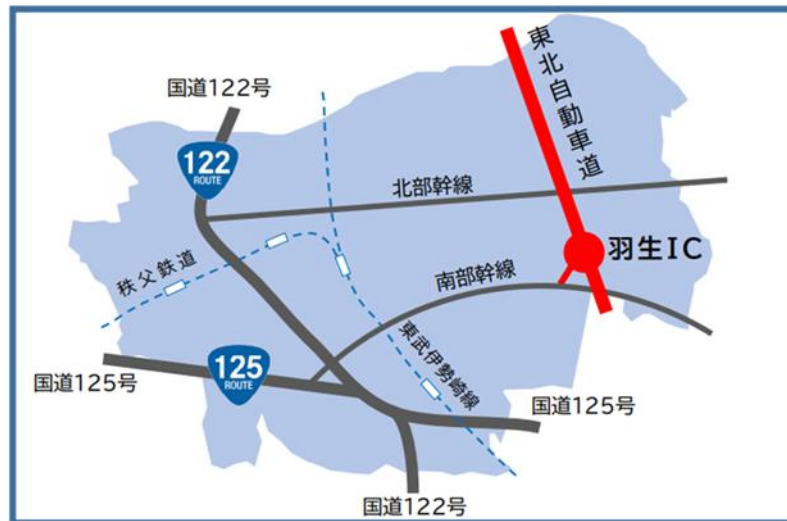 東北自動車道
国道122号
122
ROUTE
北部幹線
羽生IC
秩父鉄道
南部幹線
東武伊勢崎線
125
ROUTE
国道125号
国道125号
国道122号